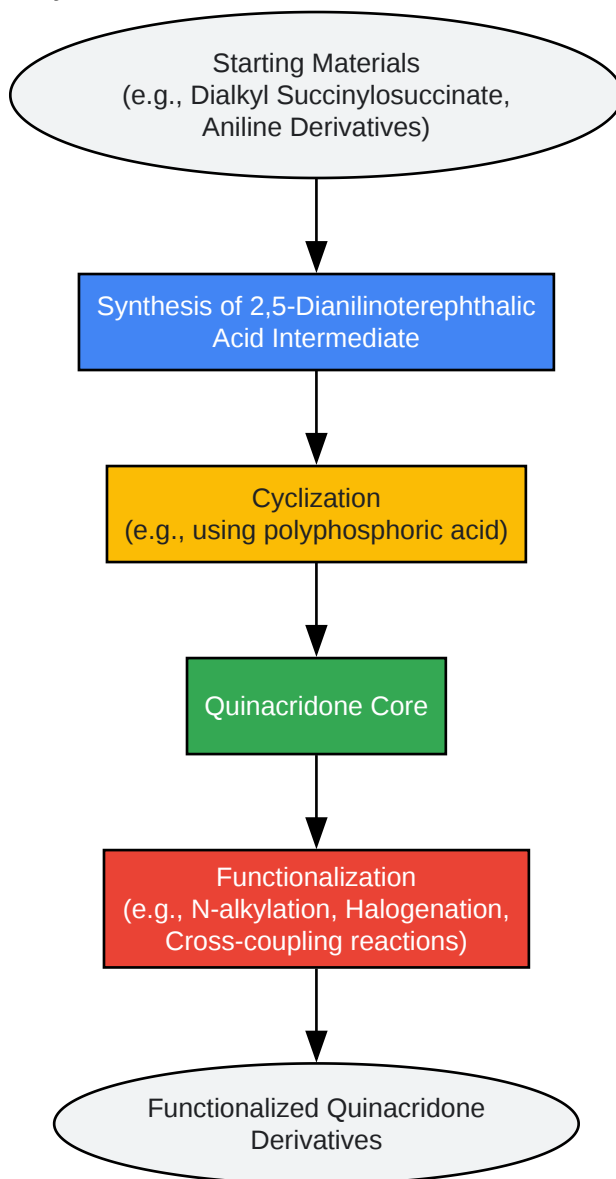 Starting Materials
(e.g., Dialkyl Succinylosuccinate,
Aniline Derivatives)
Synthesis of 2,5-Dianilinoterephthalic
Acid Intermediate
Cyclization
(e.g., using polyphosphoric acid)
Quinacridone Core
Functionalization
(e.g., N-alkylation, Halogenation,
Cross-coupling reactions)
Functionalized Quinacridone
Derivatives